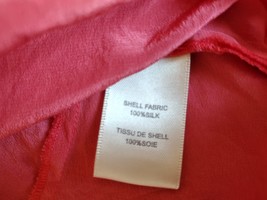 SHELL FABRIC
100%SILK
TISSU DE SHELL
100%SOIE